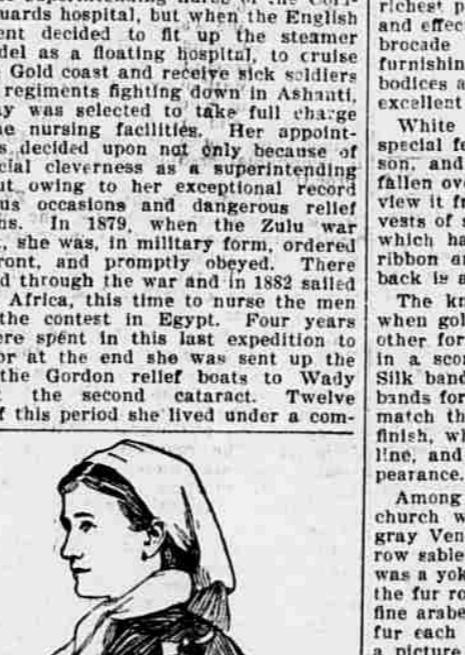 uards hospital, but when the English
ent decided to fit up the steamer
del as a floating hospital, to cruise
Gold coast and receive sick soldiers
regiments fighting down in Ashanti,
ay was selected to take full charge
e nursing facilities. Her appoint-
s decided upon not only because of
cial cleverness as a superintending
ut owing to her exceptional record
us occasions and dangerous relief
ns. In 1879, when the Zulu war
, she was, in military form, ordered
ront, and promptly obeyed. There
d through the war and in 1882 sailed
Africa, this time to nurse the men
the contest in Egypt. Four years
ere spent in this last expedition to
or at the end she was sent up the
the Gordon relief boats to Wady
the second cataract. Twelve
f this period she lived under a com-
richest p
and effec
brocade
furnishin
bodices a
excellent
White
special fe
son, and
fallen ov
view it fr
vests of s
which ha
ribbon an
back is a
The kn
when gol
other for
in a scor
Silk band
bands for
match th
finish, wh
line, and
pearance.
Among
church w
gray Ven
row sable
was a yok
the fur ro
fine arabe
fur each
a picture